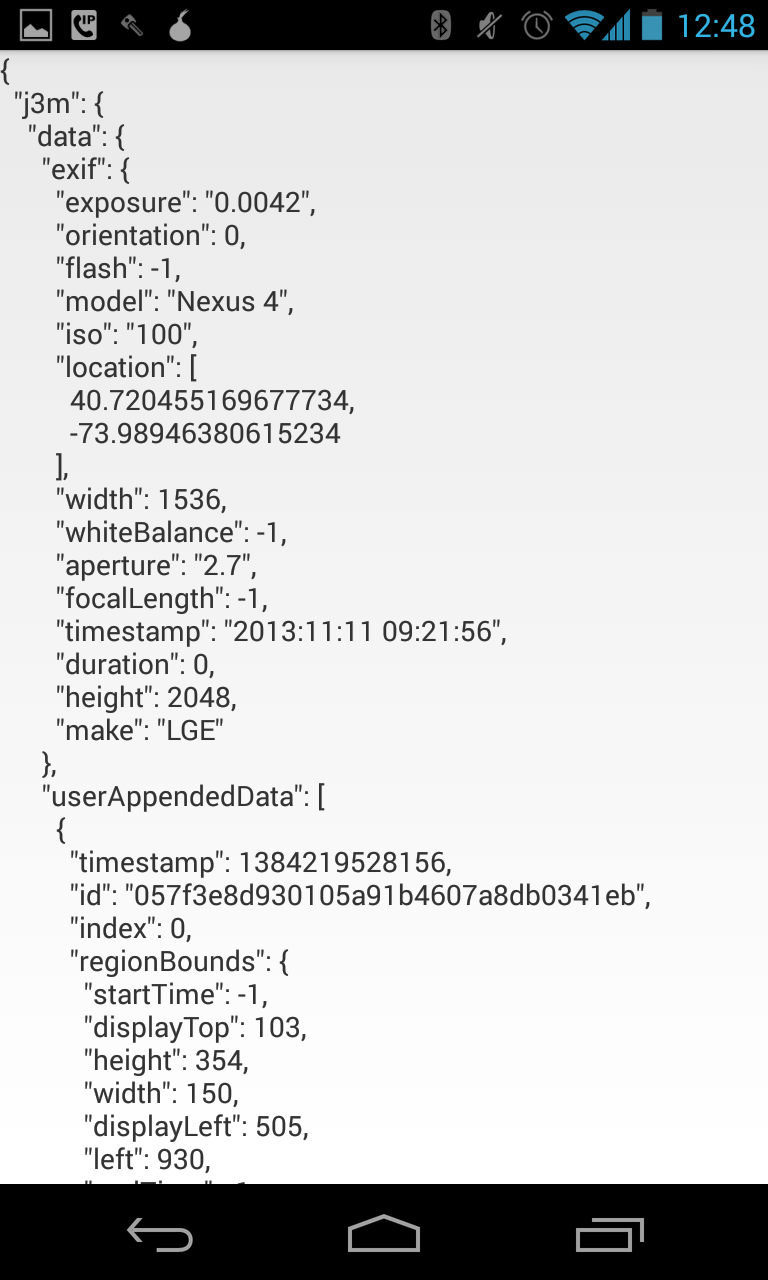 12:48
{
"j3m": {
"data": {
"exif": {
"exposure": "0.0042",
"orientation": 0,
"flash": -1,
"model": "Nexus 4",
"iso": "100",
"location": [
40.720455169677734,
-73.98946380615234
],
"width": 1536,
"whiteBalance": -1,
"aperture": "2.7",
"focalLength": -1,
"timestamp": "2013:11:11 09:21:56",
"duration": 0,
"height": 2048,
"make": "LGE"
},
"userAppendedData": [
{
"timestamp": 1384219528156,
"id": "057f3e8d930105a91b4607a8db0341eb",
"index": 0,
"regionBounds": {
"startTime": -1,
"displayTop": 103,
"height": 354,
"width": 150,
"displayLeft": 505,
"left": 930,